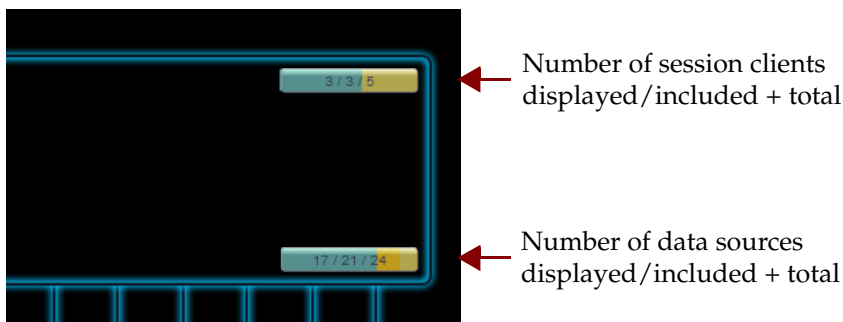 3 / 3 / 5
Number of session clients
displayed/included + total
17 / 21 / 24
Number of data sources
displayed/included + total